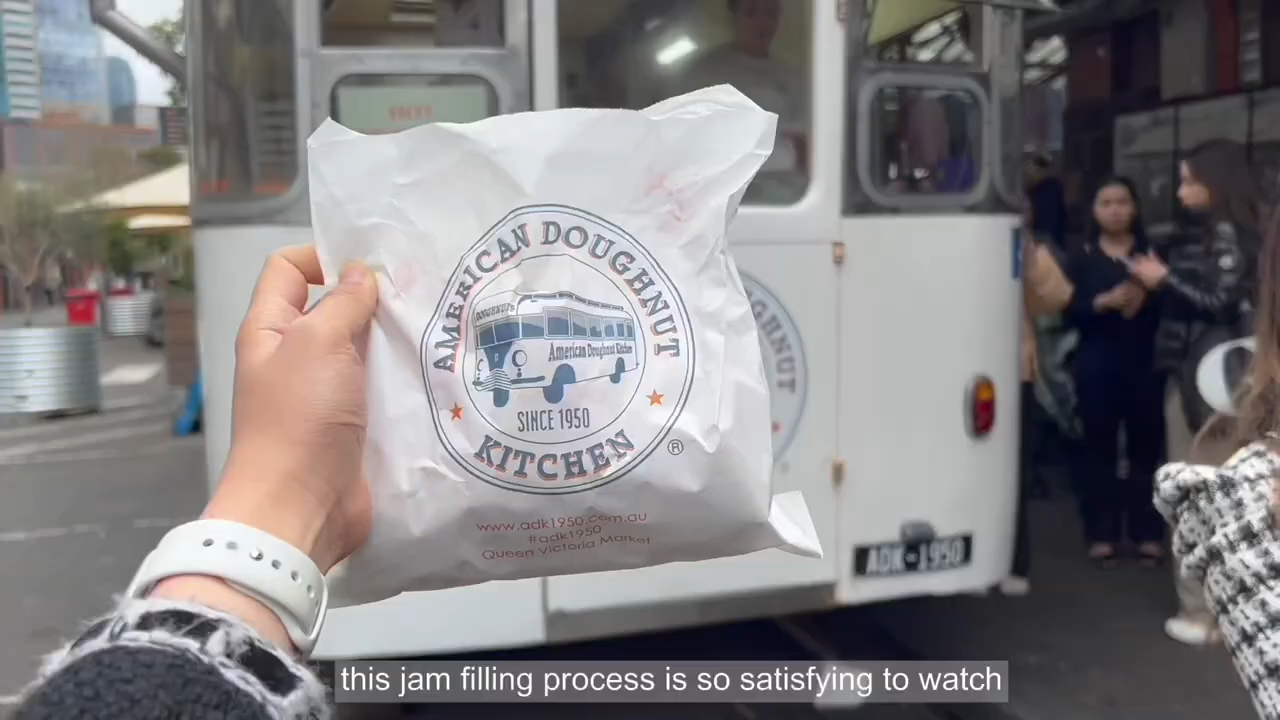 AMERICAN DOUGHNUT
DOUGHNUTS
American Doughnut Kitchen
SINCE 1950
KITCHEN
®
www.adk1950.com.au
#adk1950
Queen Victoria Market
GHNUT
ADK-1950
this jam filling process is so satisfying to watch